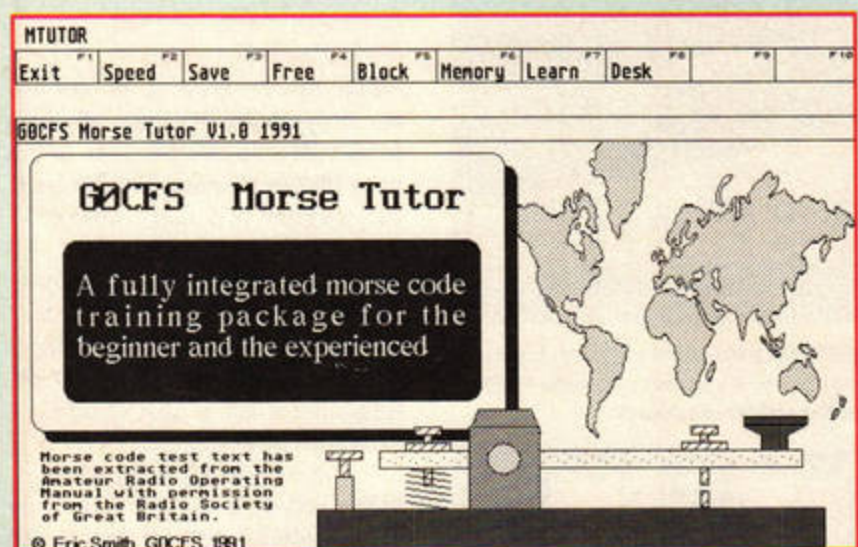 MTUTOR
F1 F2 F3 F4 F5 F6 F7 F8 F9 F10
Exit Speed Save Free Block Memory Learn Desk
G0CFS Morse Tutor V1.0 1991
G0CFS Morse Tutor
A fully integrated morse code
training package for the
beginner and the experienced
Morse code test text has
been extracted from the
Amateur Radio Operating
Manual with permission
from the Radio Society
of Great Britain.
© Eric Smith G0CFS 1991